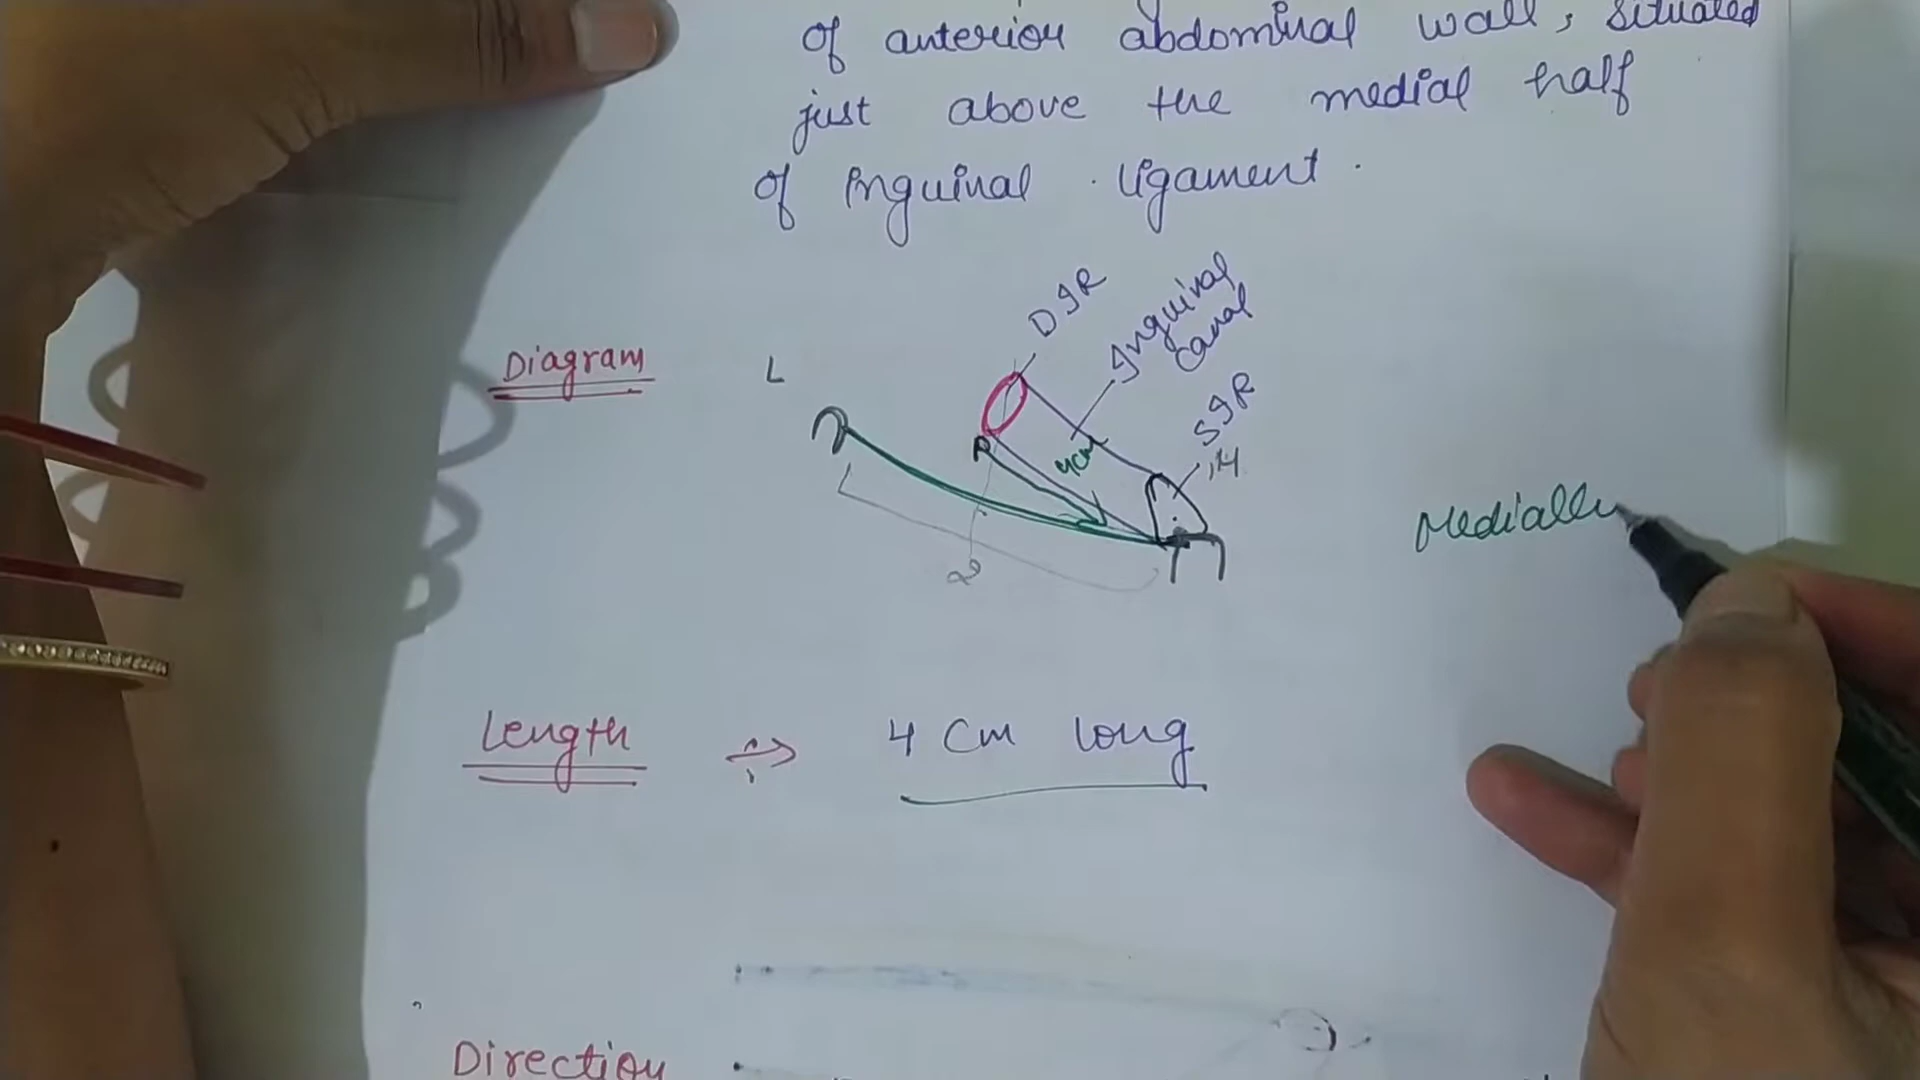 of anterior abdominal wall, situated
just above the medial half
of inguinal ligament.
Diagram
L
DIR
Inguinal
canal
SIR
4cm
Medially
Length
4 cm long
Direction